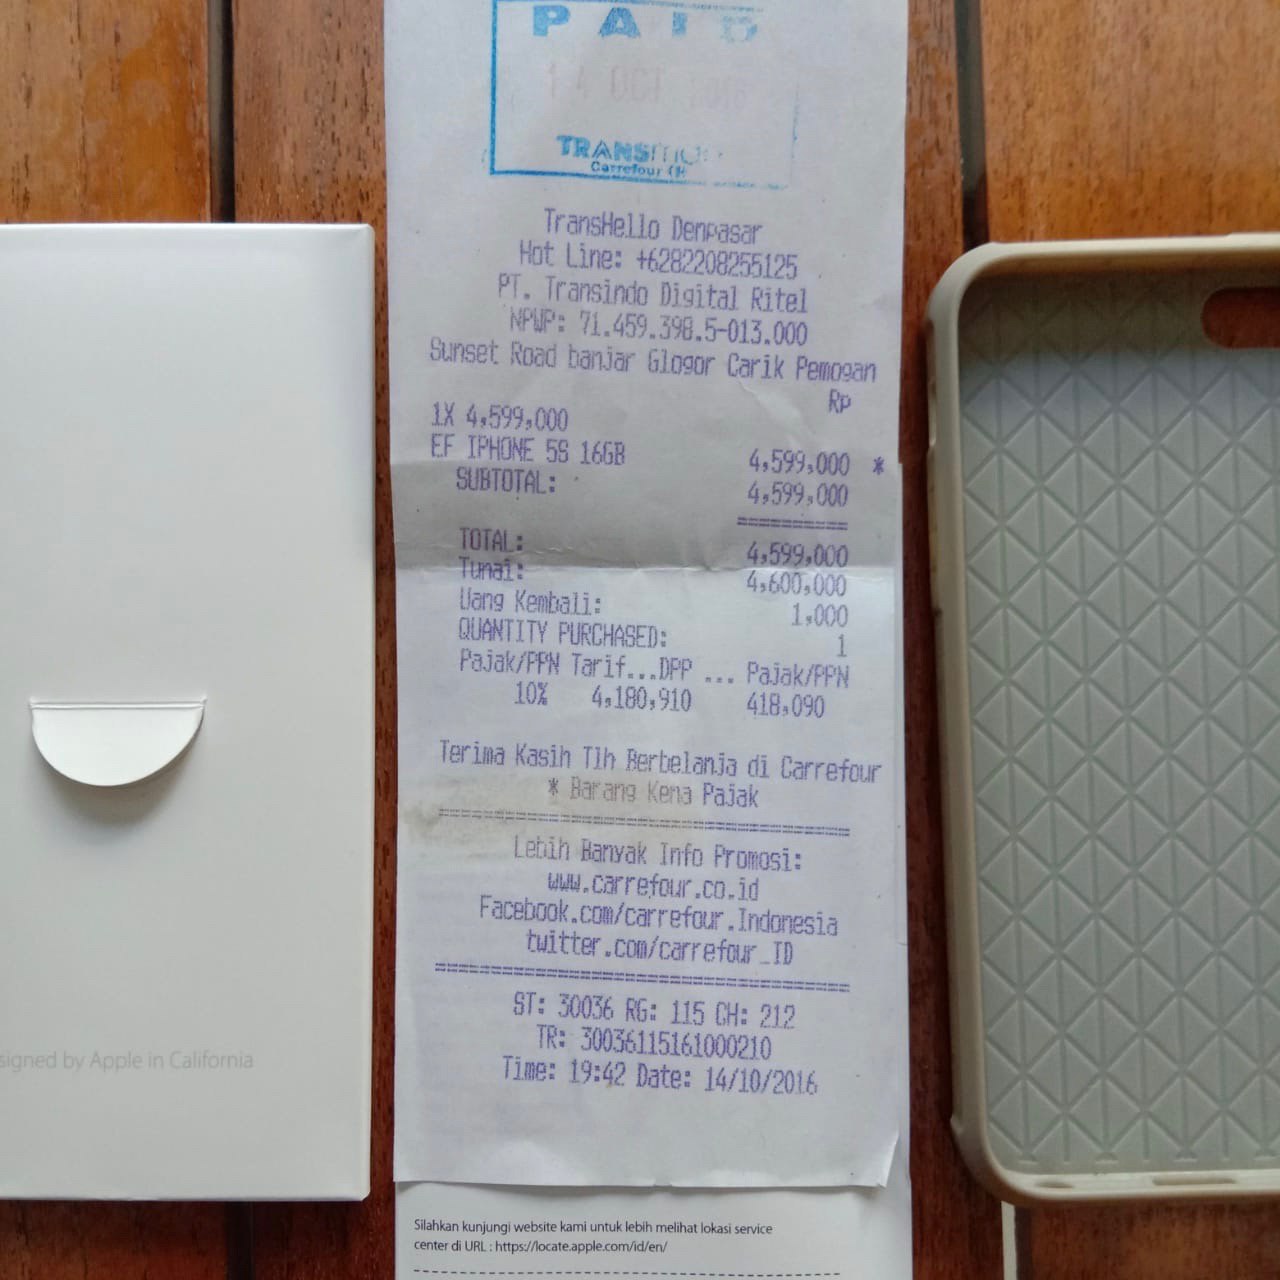 PAID
14 OCT 2016
Carrefour
TransHello Denpasar
Hot Line: +6282208255125
PT. Transindo Digital Ritel
NPWP: 71.459.398.5-013.000
Sunset Road banjar Glogor Carik Pemogan
Rp
1X 4,599,000
EF IPHONE 5S 16GB 4,599,000 *
SUBTOTAL: 4,599,000
TOTAL: 4,599,000
Tunai: 4,600,000
Uang Kembali: 1,000
QUANTITY PURCHASED: 1
Pajak/PPN Tarif...DPP ... Pajak/PPN
10% 4,180,910 418,090
Terima Kasih Tlh Berbelanja di Carrefour
* Barang Kena Pajak
Lebih Banyak Info Promosi:
www.carrefour.co.id
Facebook.com/carrefour.Indonesia
twitter.com/carrefour_ID
ST: 30036 RG: 115 CH: 212
TR: 30036115161000210
Time: 19:42 Date: 14/10/2016
signed by Apple in California
Silahkan kunjungi website kami untuk lebih melihat lokasi service
center di URL : https://locate.apple.com/id/en/